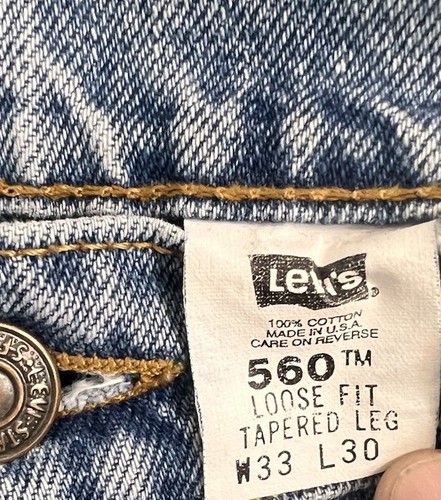 Levi's®
100% COTTON
MADE IN U.S.A.
CARE ON REVERSE
560™
LOOSE FIT
TAPERED LEG
W33 L30